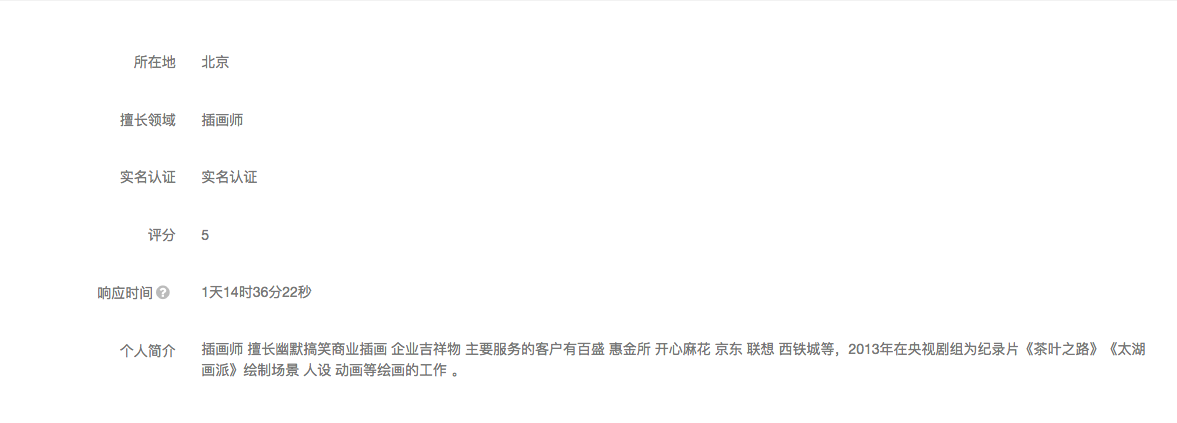 所在地 北京
擅长领域 插画师
实名认证 实名认证
评分 5
响应时间 ? 1天14时36分22秒
个人简介 插画师 擅长幽默搞笑商业插画 企业吉祥物 主要服务的客户有百盛 惠金所 开心麻花 京东 联想 西铁城等，2013年在央视剧组为纪录片《茶叶之路》《太湖
画派》绘制场景 人设 动画等绘画的工作 。